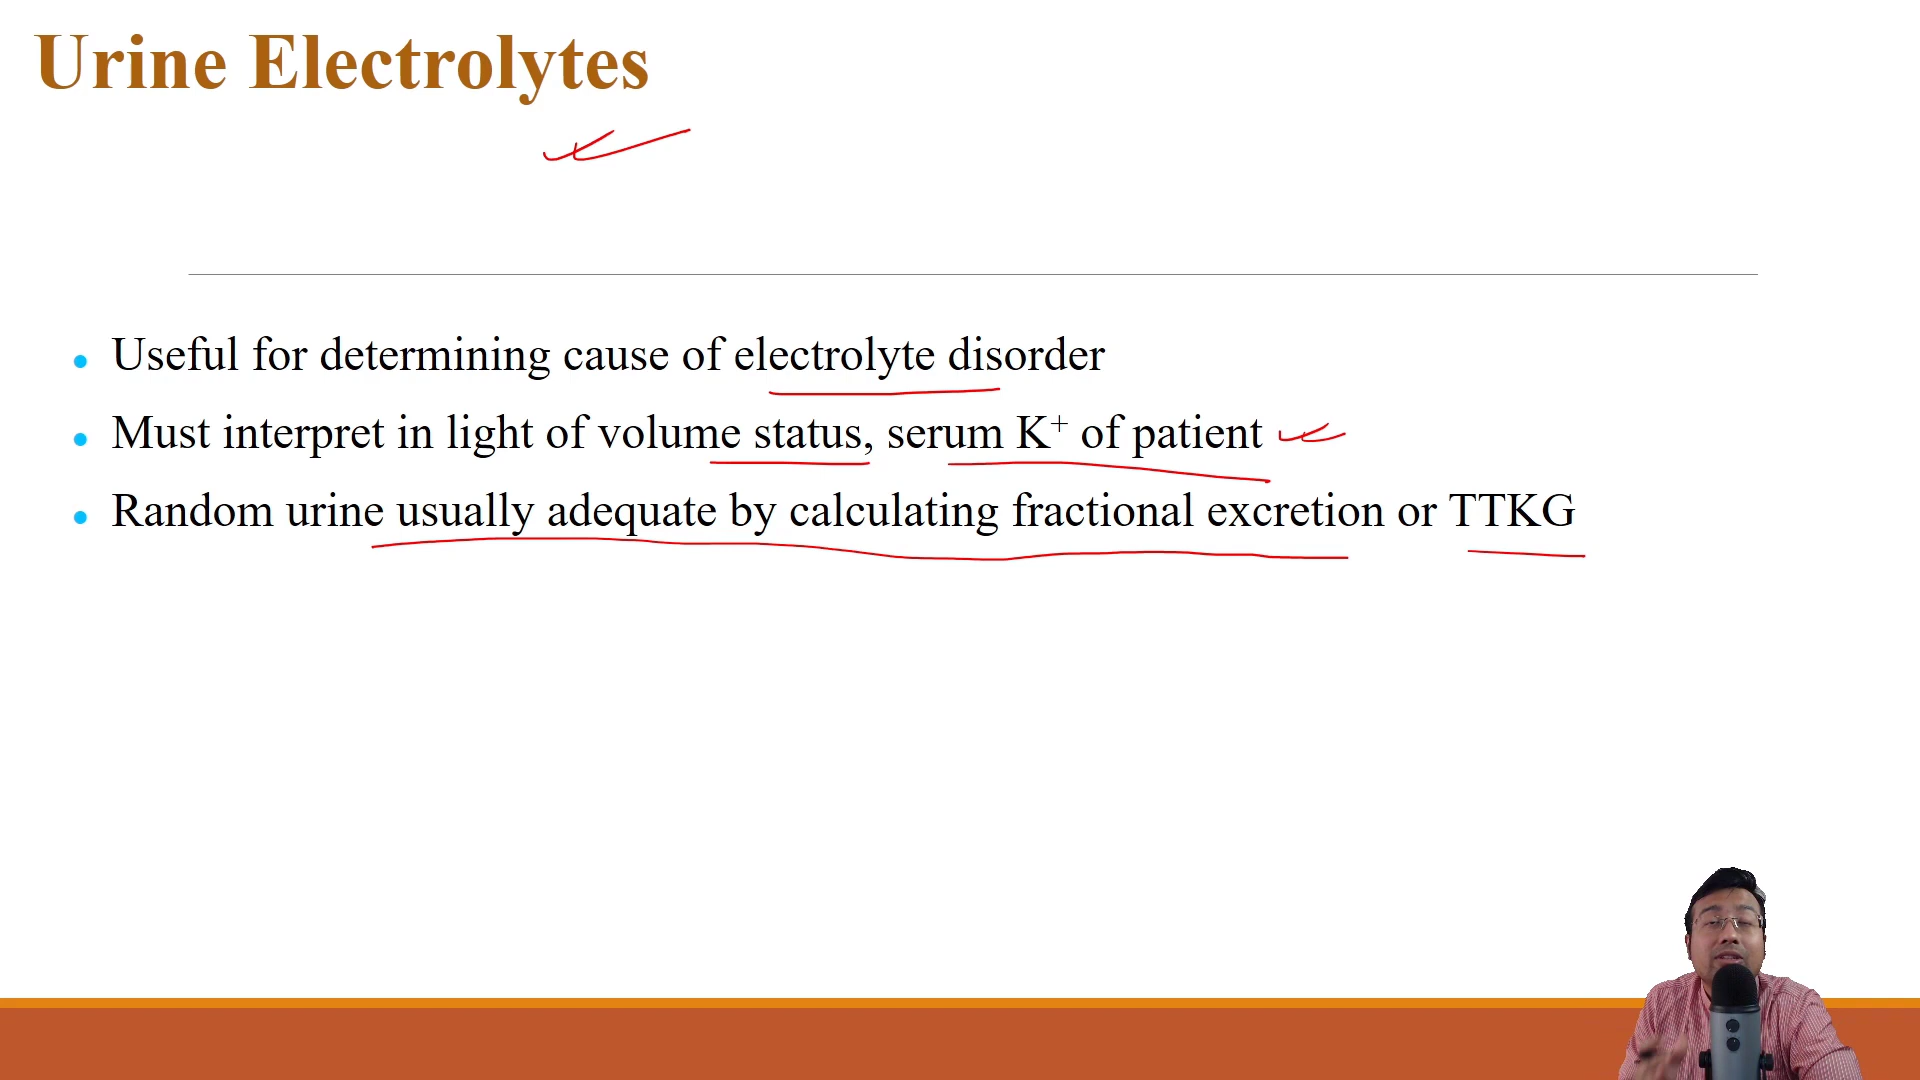 Urine Electrolytes
Useful for determining cause of electrolyte disorder
Must interpret in light of volume status, serum K⁺ of patient
Random urine usually adequate by calculating fractional excretion or TTKG